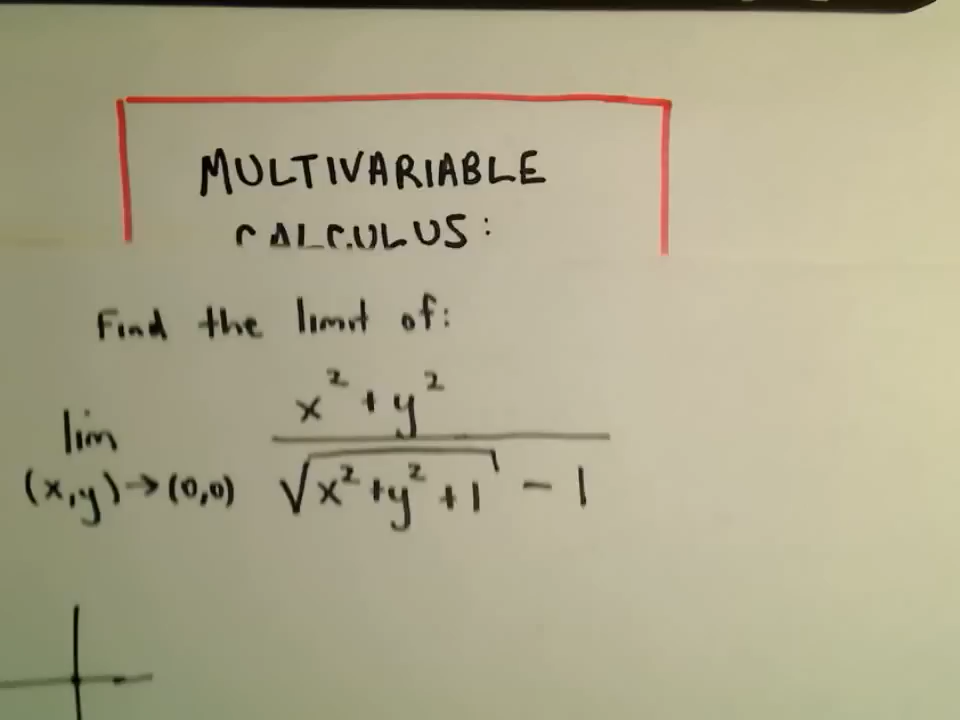 MULTIVARIABLE
CALCULUS:
Find the limit of:
lim (x,y)→(0,0) (x² + y²) / (√(x² + y² + 1) - 1)